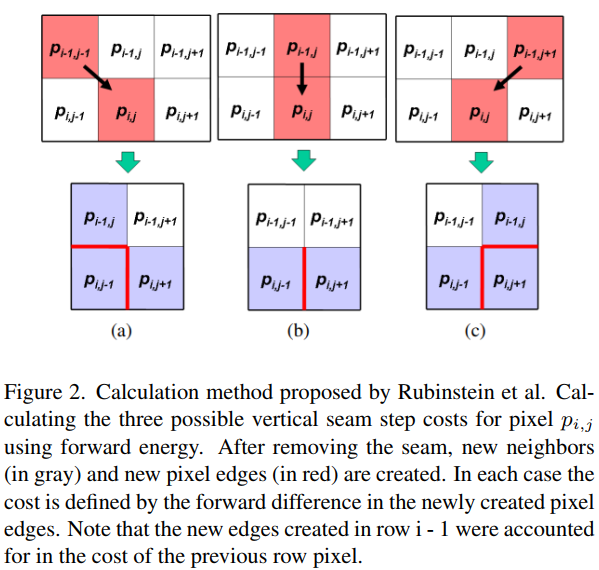 p_{i-1,j-1} p_{i-1,j} p_{i-1,j+1} p_{i-1,j-1} p_{i-1,j} p_{i-1,j+1} p_{i-1,j-1} p_{i-1,j} p_{i-1,j+1}
p_{i,j-1} p_{i,j} p_{i,j+1} p_{i,j-1} p_{i,j} p_{i,j+1} p_{i,j-1} p_{i,j} p_{i,j+1}
p_{i-1,j} p_{i-1,j+1} p_{i-1,j-1} p_{i-1,j+1} p_{i-1,j-1} p_{i-1,j}
p_{i,j-1} p_{i,j+1} p_{i,j-1} p_{i,j+1} p_{i,j-1} p_{i,j+1}
(a) (b) (c)
Figure 2. Calculation method proposed by Rubinstein et al. Cal-
culating the three possible vertical seam step costs for pixel p_{i,j}
using forward energy. After removing the seam, new neighbors
(in gray) and new pixel edges (in red) are created. In each case the
cost is defined by the forward difference in the newly created pixel
edges. Note that the new edges created in row i - 1 were accounted
for in the cost of the previous row pixel.